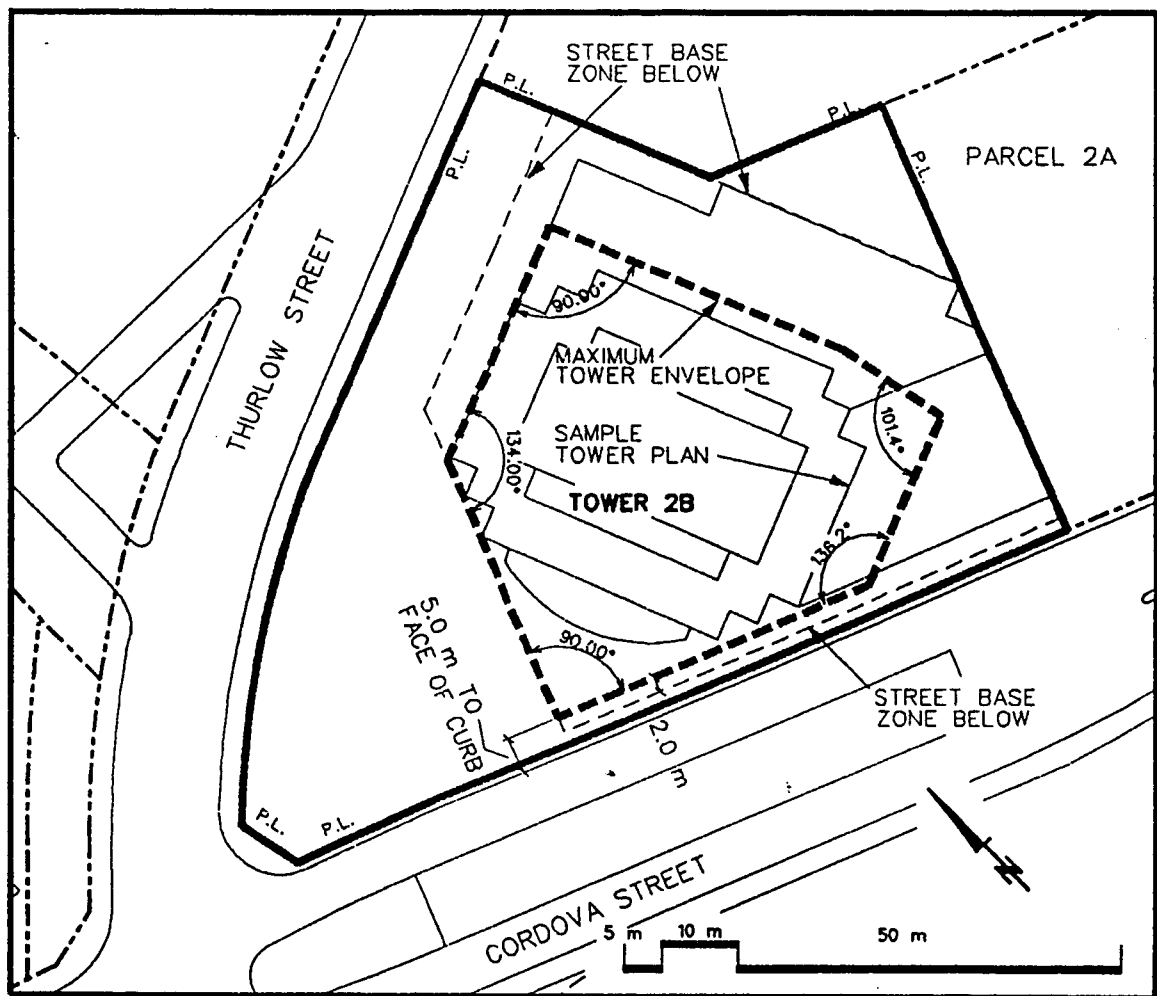 STREET BASE
ZONE BELOW
P.L.
P.L.
P.L.
P.L.
PARCEL 2A
THURLOW STREET
90.00°
MAXIMUM
TOWER ENVELOPE
101.4°
SAMPLE
TOWER PLAN
134.00°
TOWER 2B
136.2°
5.0 m TO
FACE OF CURB
90.00°
STREET BASE
ZONE BELOW
2.0 m
P.L.
P.L.
CORDOVA STREET
N
5 m
10 m
50 m